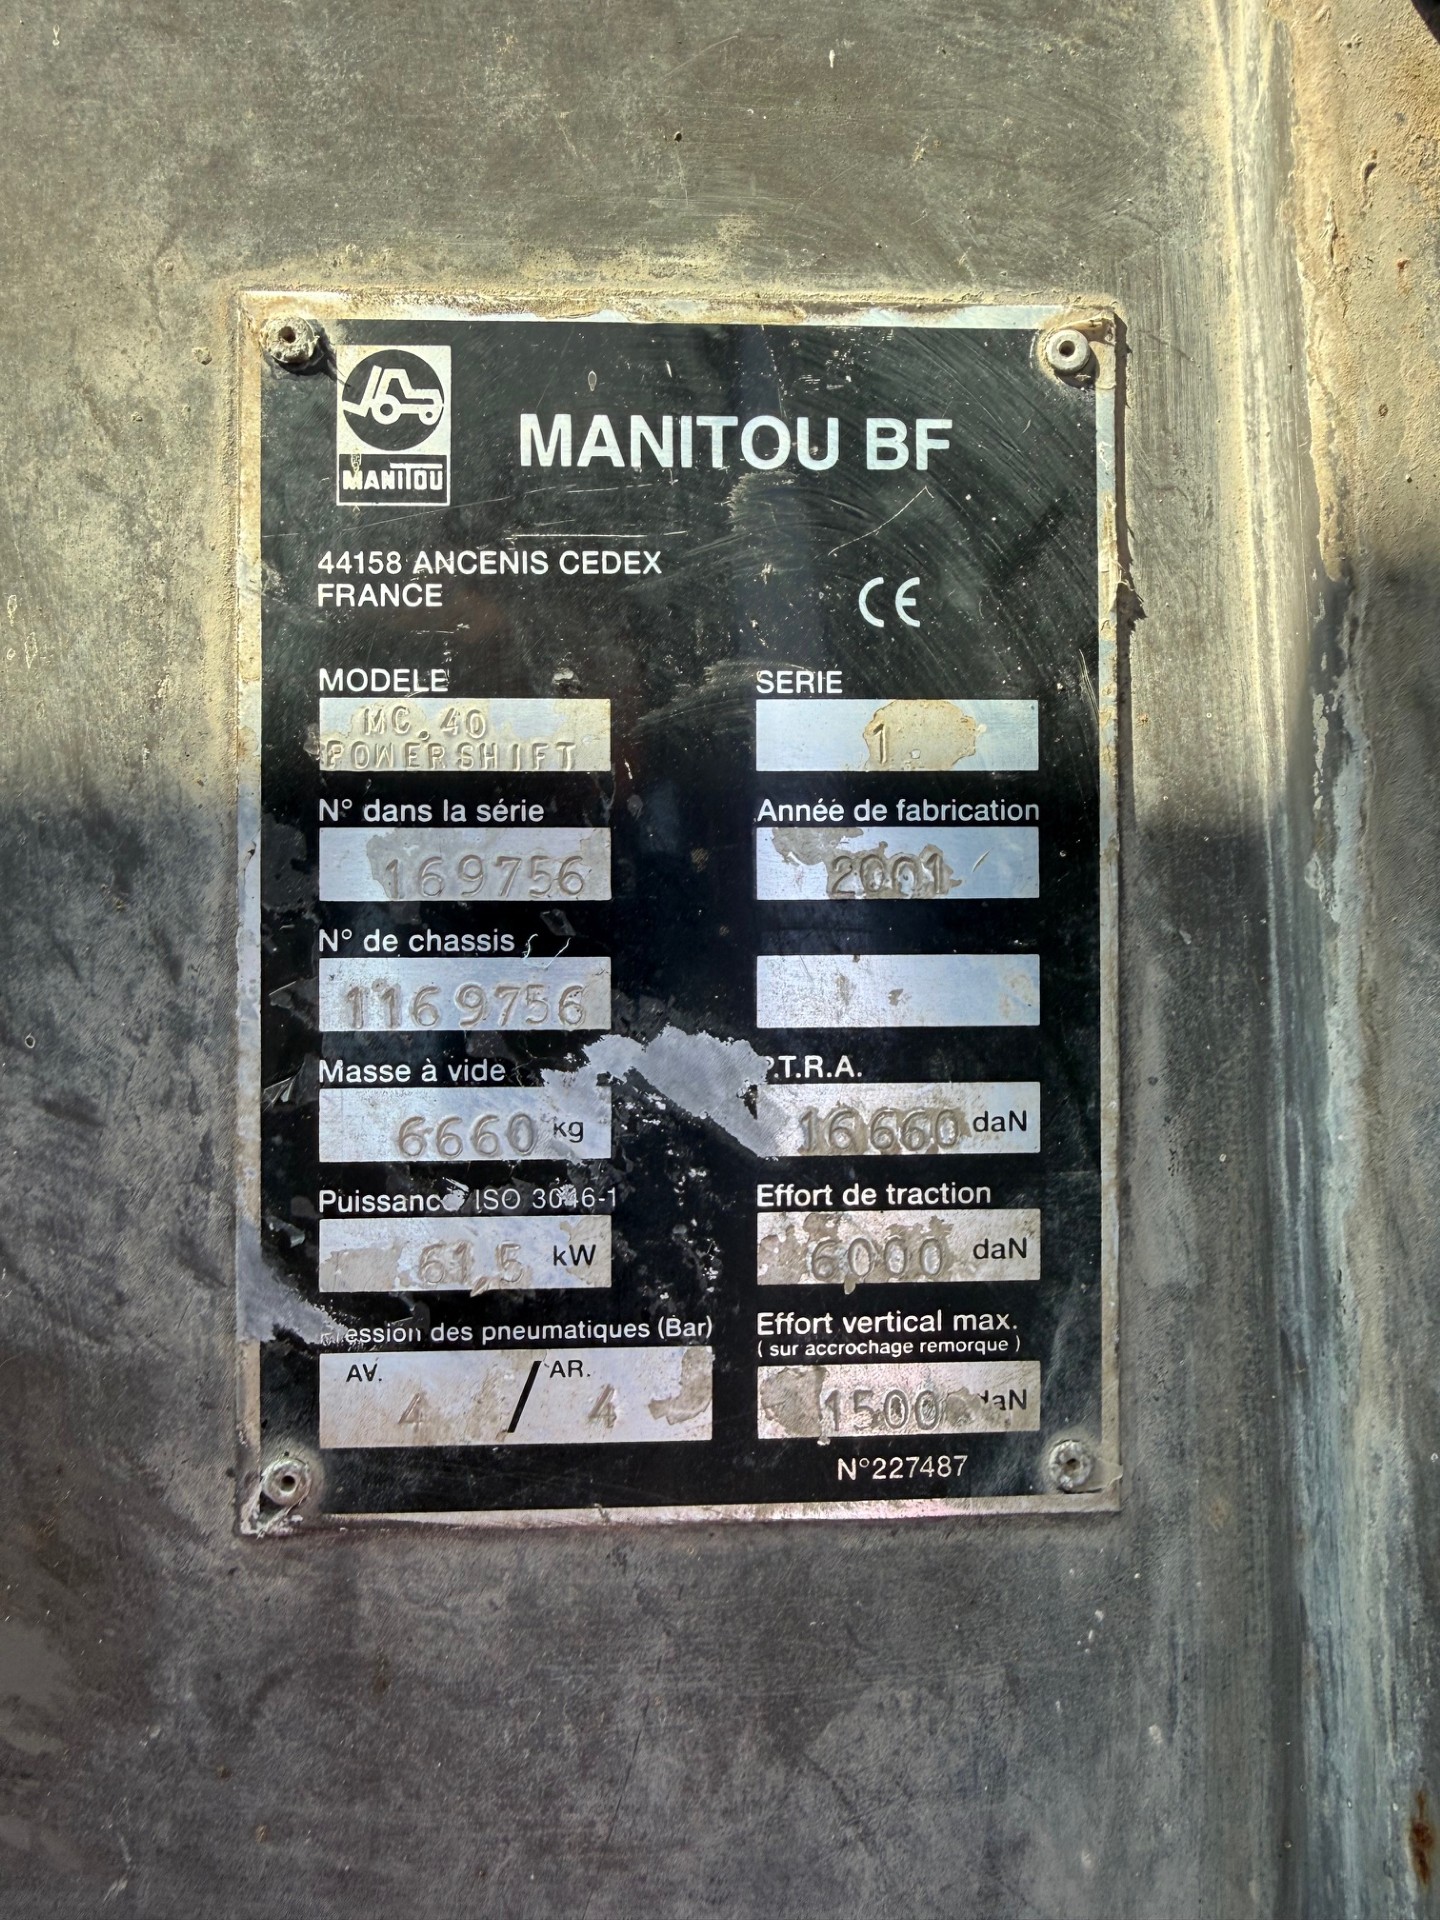 MANITOU
MANITOU BF
44158 ANCENIS CEDEX
FRANCE
CE
MODELE
MC.40
POWERSHIFT
SERIE
1
N° dans la série
169756
Année de fabrication
2001
N° de chassis
1169756
Masse à vide
6660 kg
P.T.R.A.
16660 daN
Puissance ISO 3046-1
61,5 kW
Effort de traction
6000 daN
Pression des pneumatiques (Bar)
AV. 4 / AR. 4
Effort vertical max.
( sur accrochage remorque )
1500 daN
N°227487